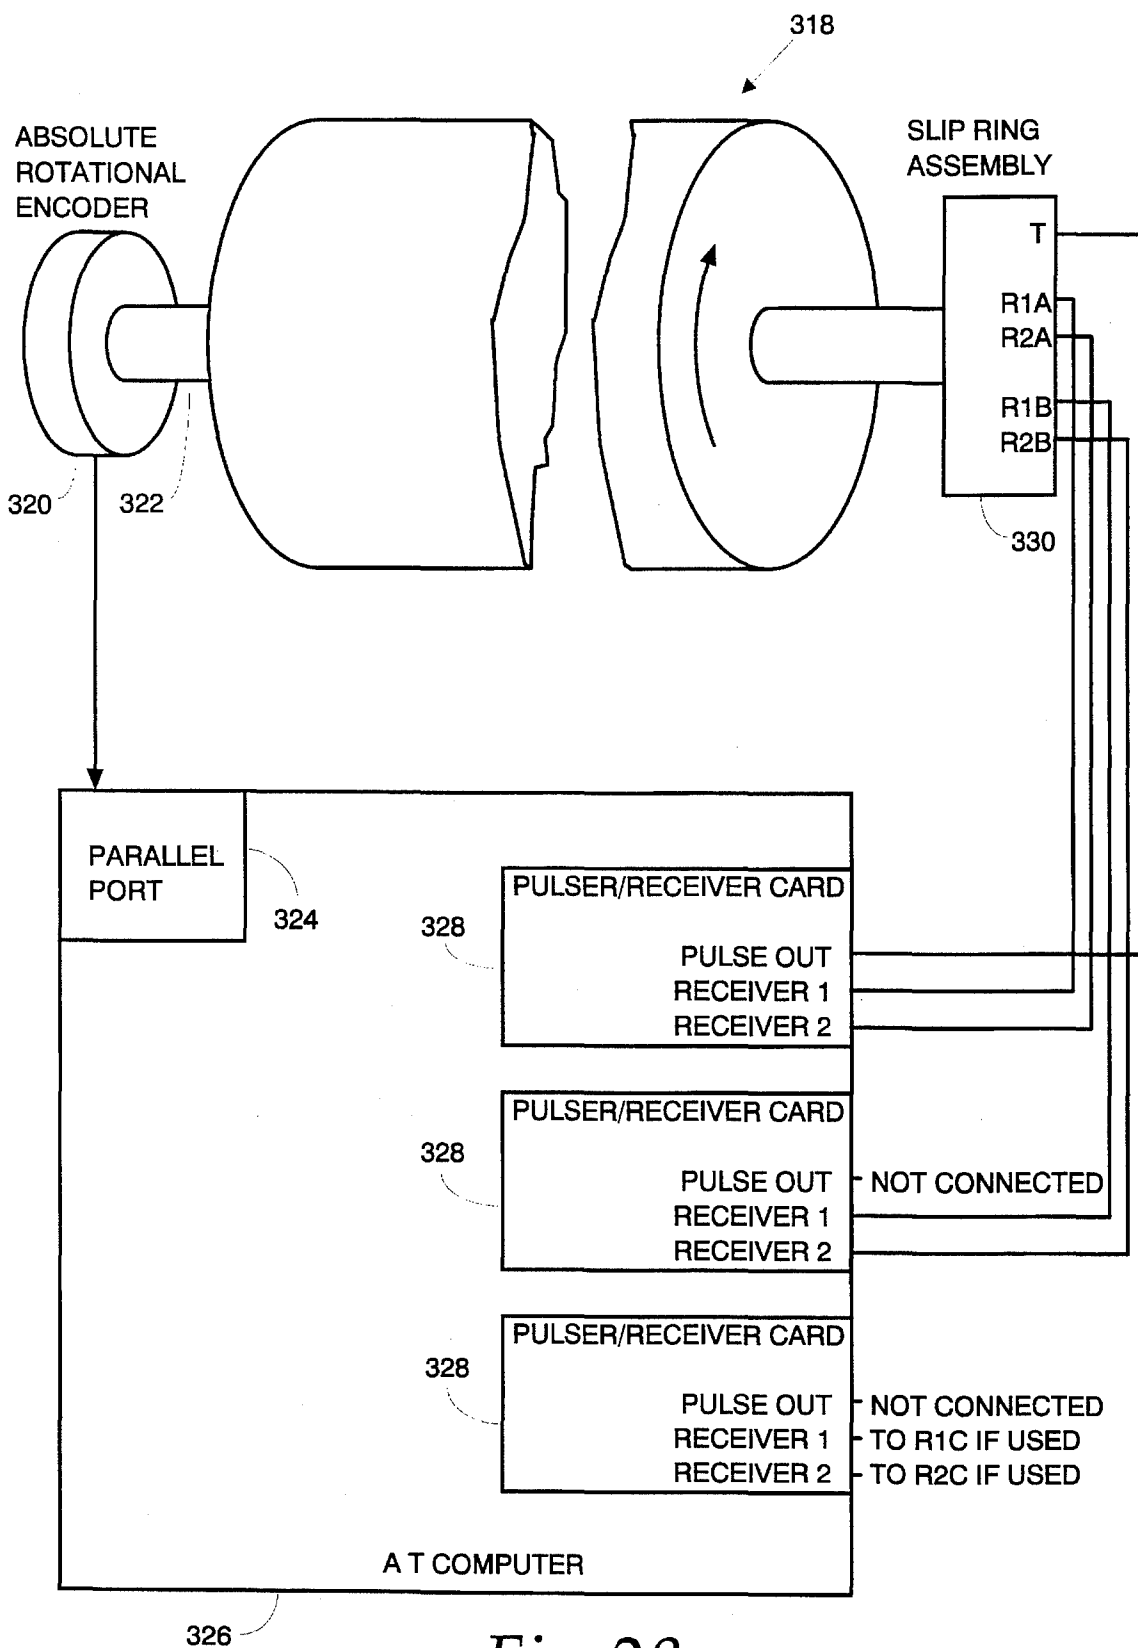 318
ABSOLUTE
ROTATIONAL
ENCODER
SLIP RING
ASSEMBLY
T
R1A
R2A
R1B
R2B
320
322
330
PARALLEL
PORT
324
PULSER/RECEIVER CARD
328
PULSE OUT
RECEIVER 1
RECEIVER 2
PULSER/RECEIVER CARD
328
PULSE OUT NOT CONNECTED
RECEIVER 1
RECEIVER 2
PULSER/RECEIVER CARD
328
PULSE OUT NOT CONNECTED
RECEIVER 1 TO R1C IF USED
RECEIVER 2 TO R2C IF USED
A T COMPUTER
326